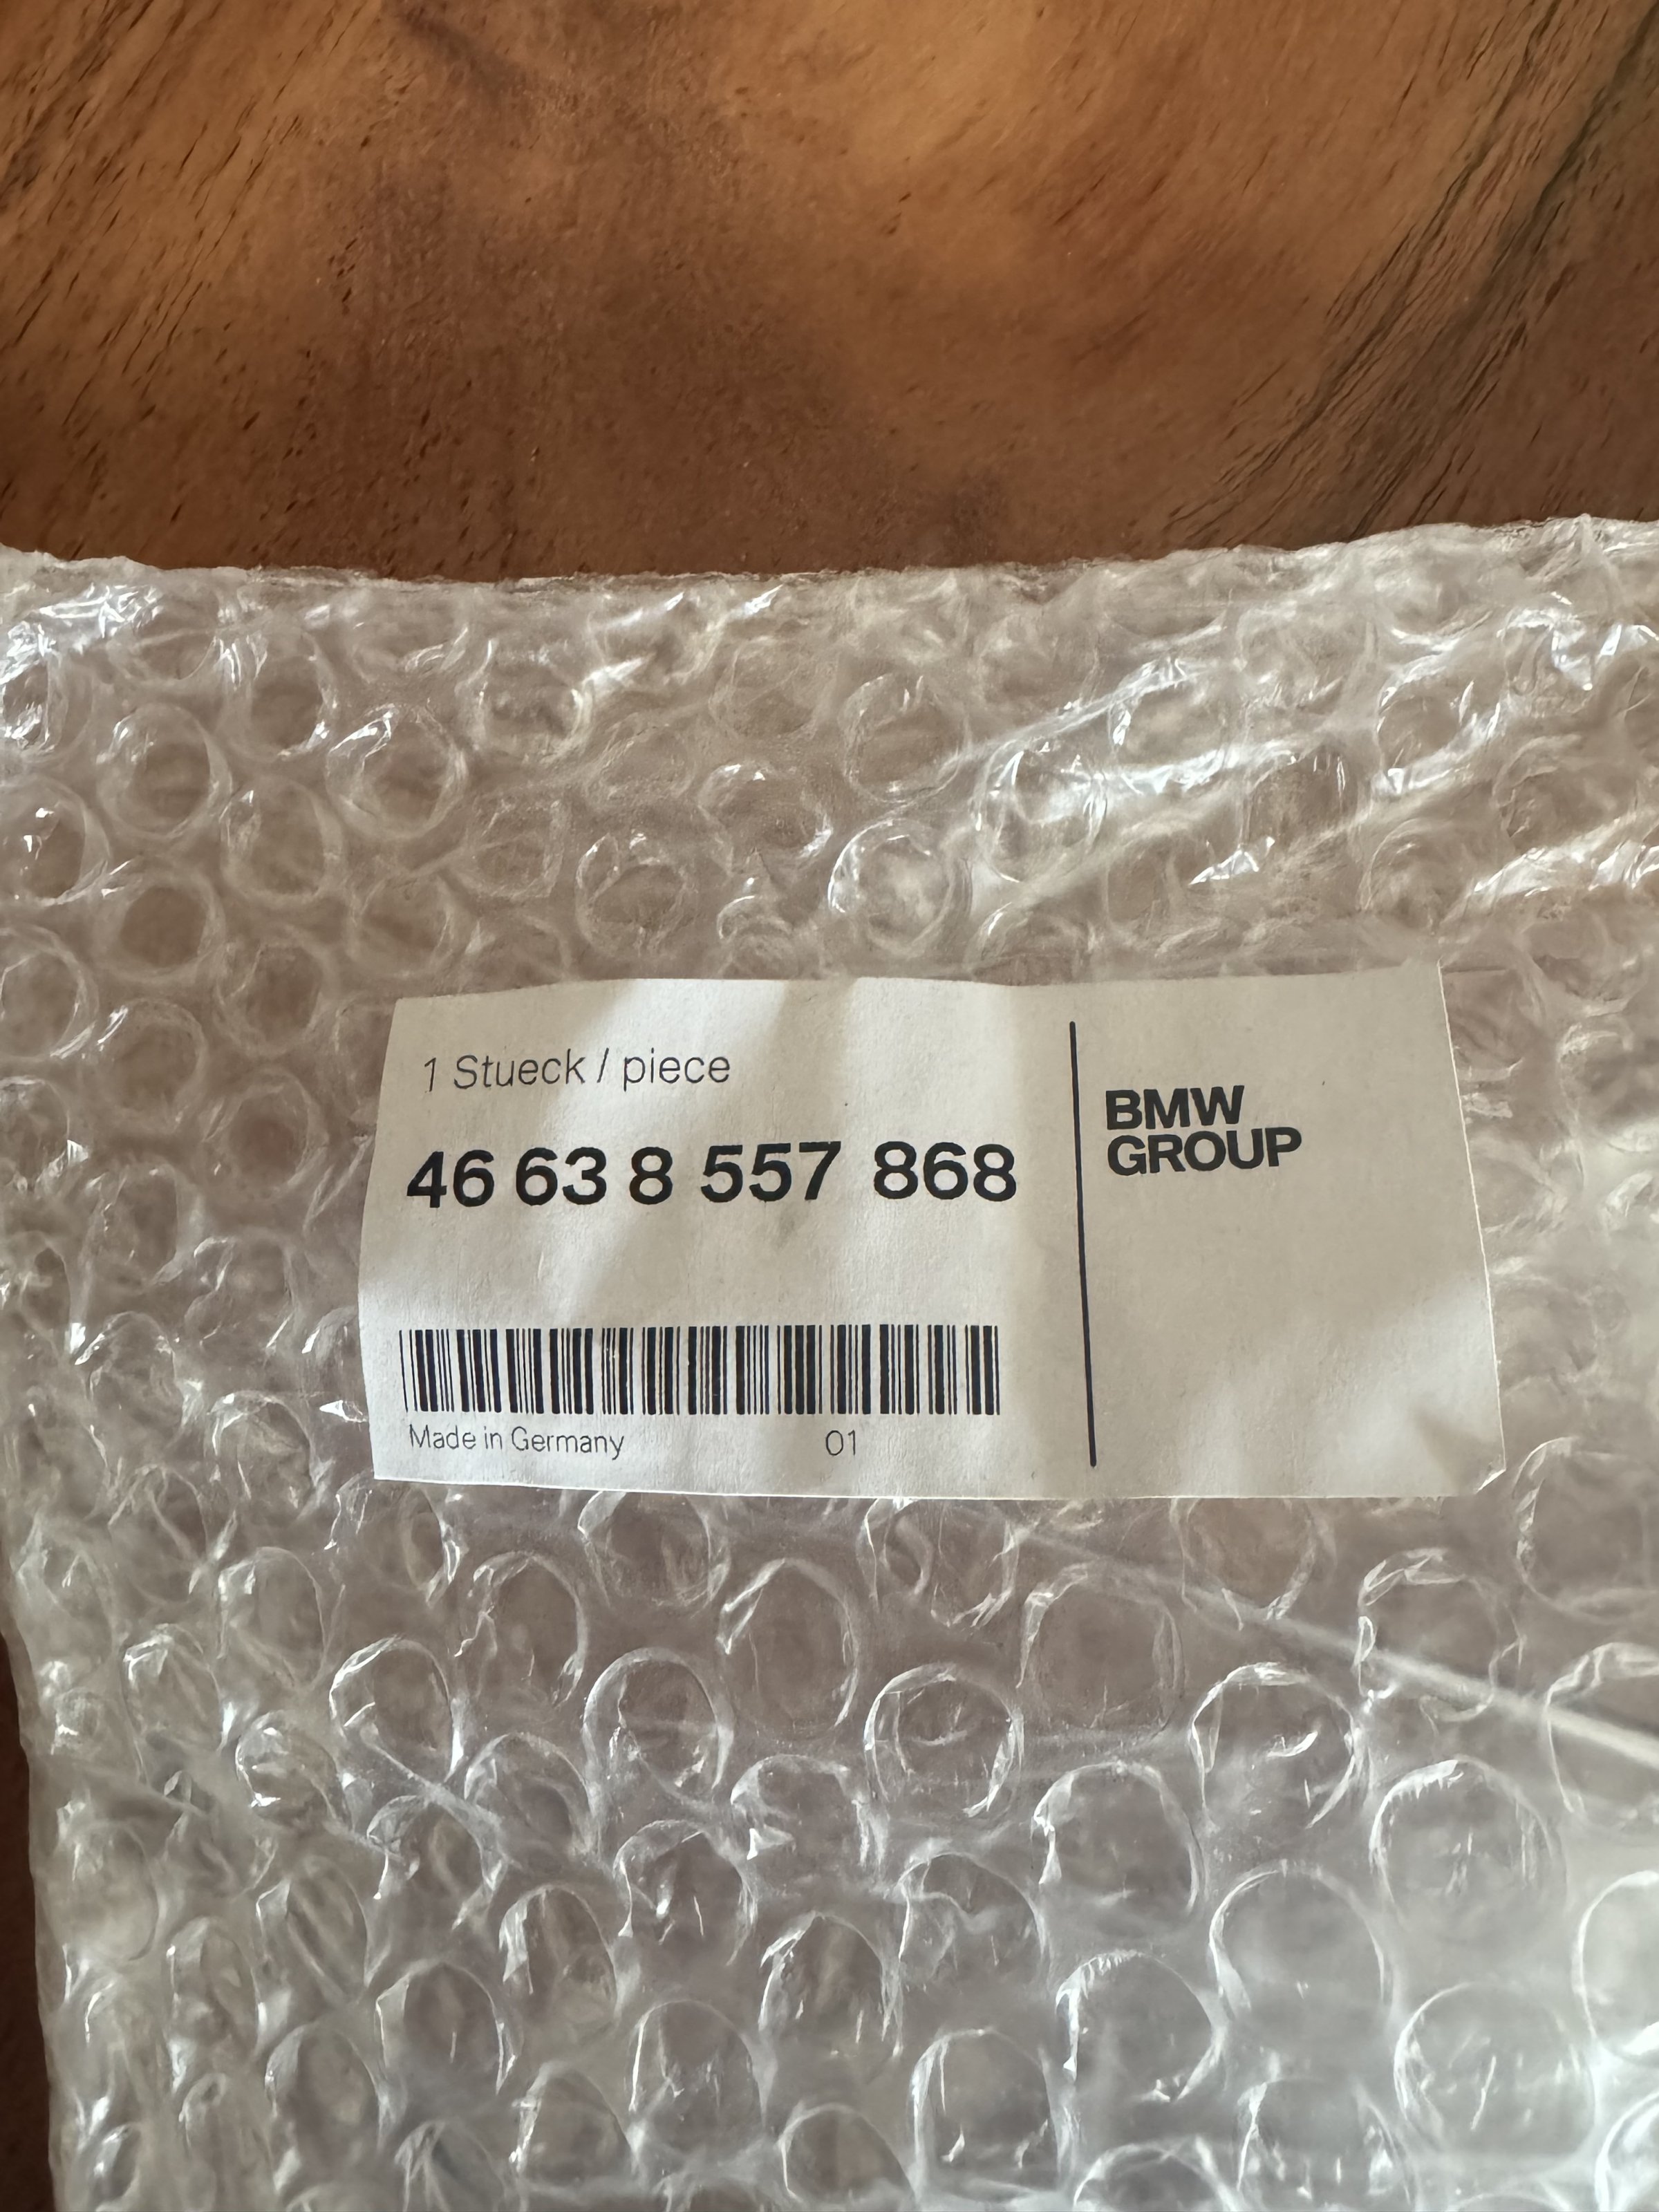 1 Stueck / piece
46 63 8 557 868
Made in Germany 01
BMW
GROUP